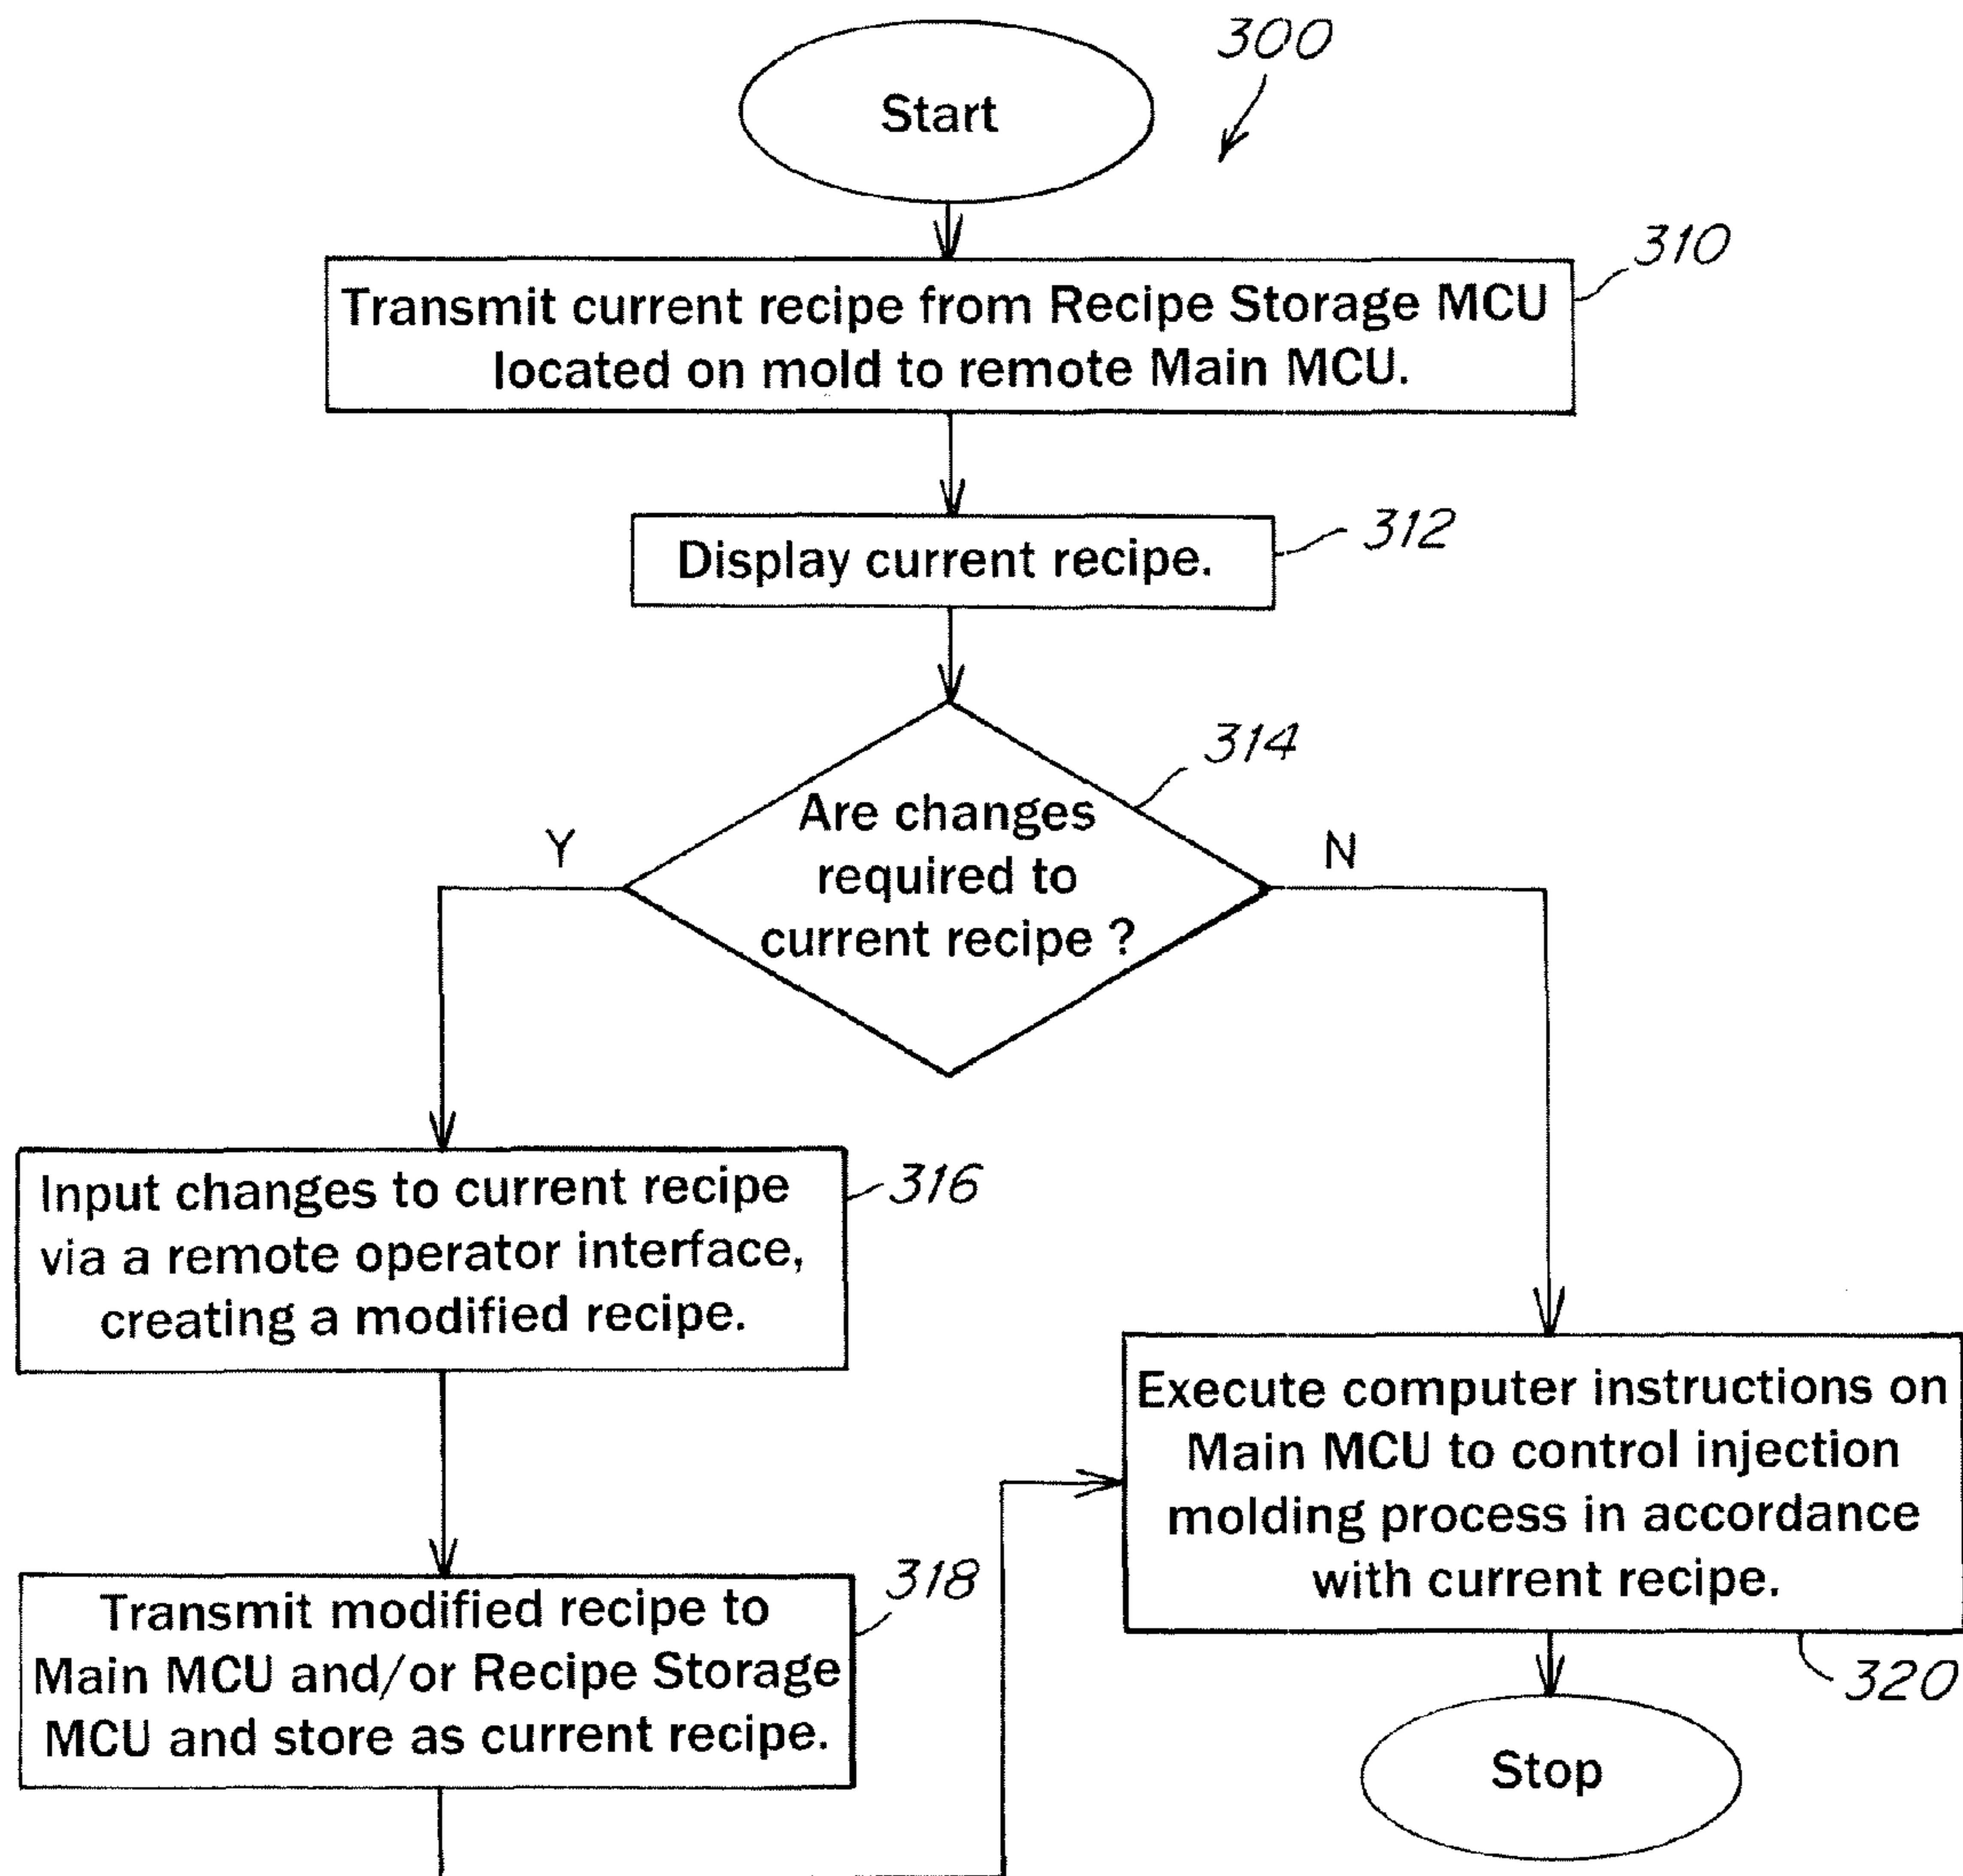 Start
300
310
Transmit current recipe from Recipe Storage MCU
located on mold to remote Main MCU.
312
Display current recipe.
314
Are changes
required to
current recipe ?
Y
N
316
Input changes to current recipe
via a remote operator interface,
creating a modified recipe.
318
Transmit modified recipe to
Main MCU and/or Recipe Storage
MCU and store as current recipe.
Execute computer instructions on
Main MCU to control injection
molding process in accordance
with current recipe.
320
Stop